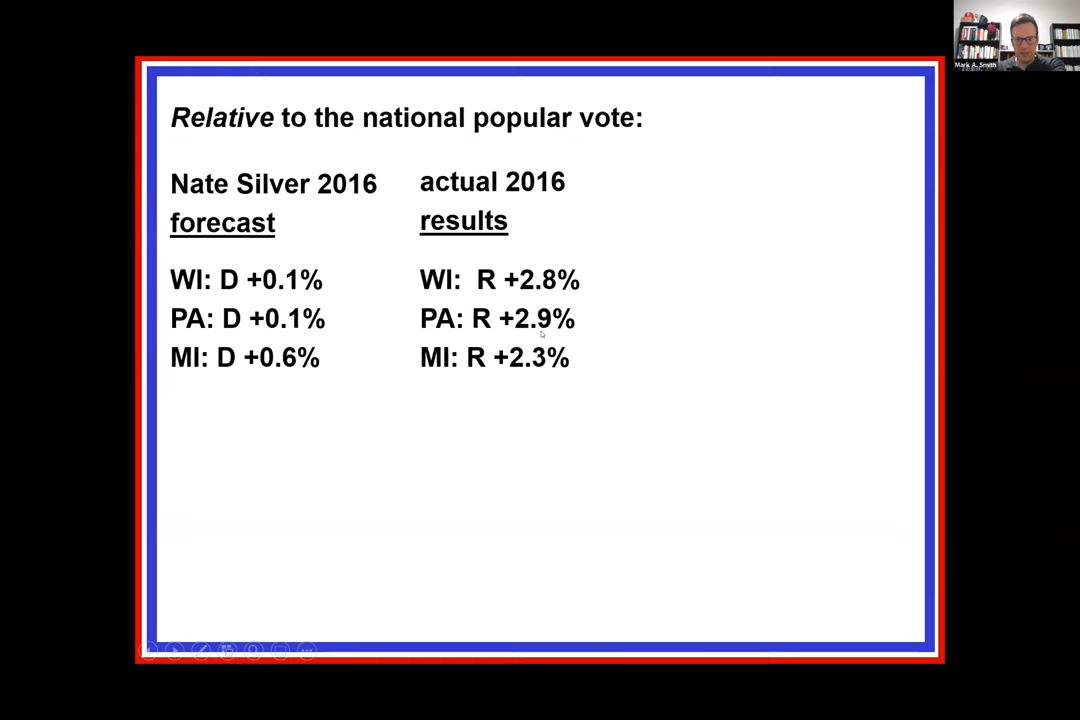 Mark A. Smith
Relative to the national popular vote:
Nate Silver 2016
forecast
WI: D +0.1%
PA: D +0.1%
MI: D +0.6%
actual 2016
results
WI: R +2.8%
PA: R +2.9%
MI: R +2.3%